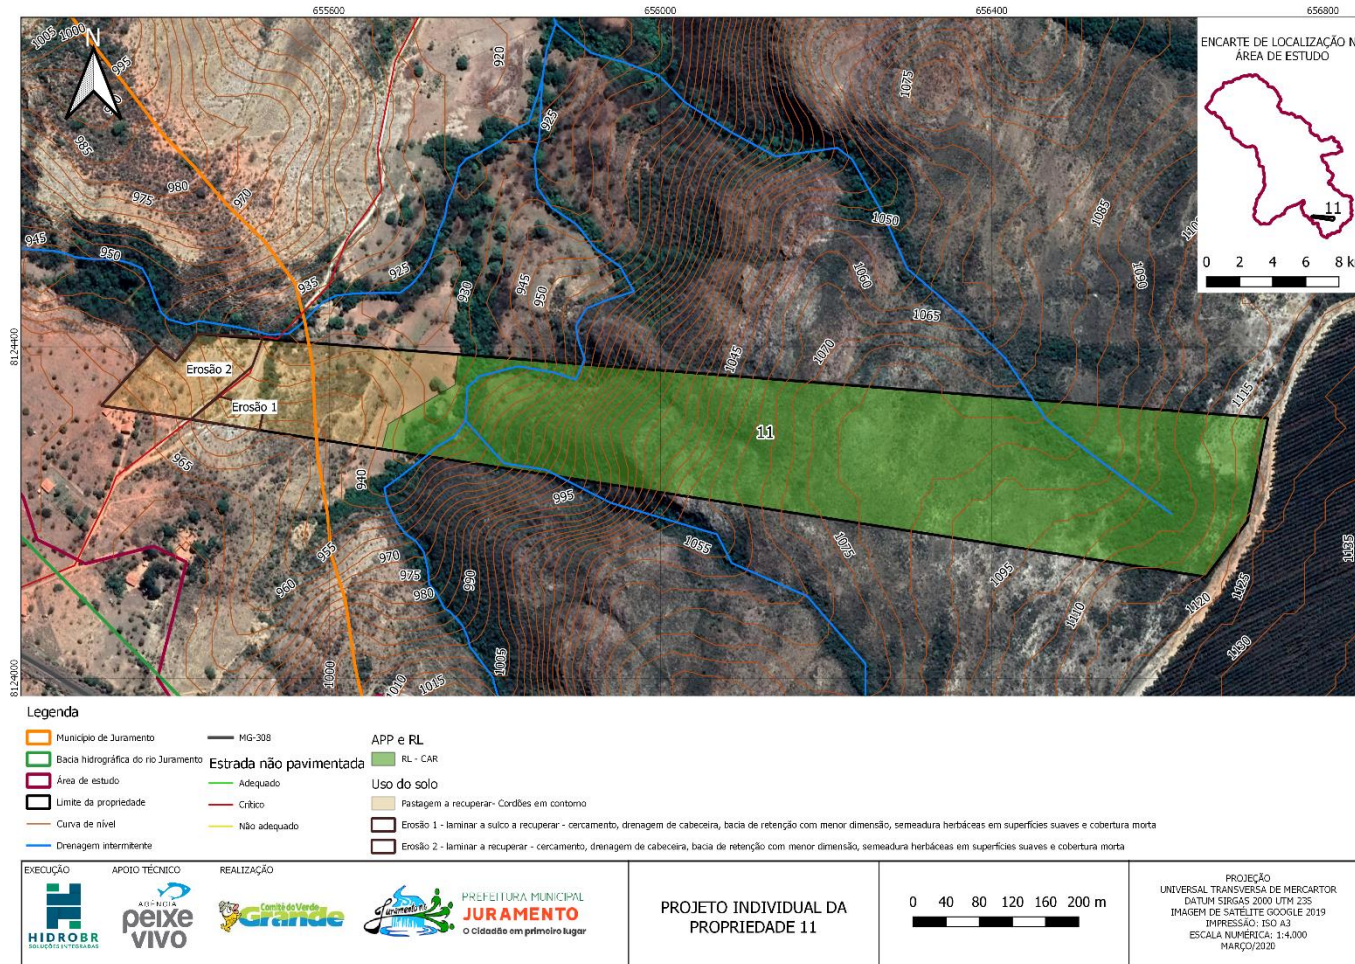 655600
656000
656400
656800
8124400
8124000
N
1005
1000
995
985
980
975
970
945
950
935
925
920
925
930
945
950
1075
1050
1085
1060
1065
1090
1045
1070
1115
965
940
955
960
970
975
980
990
995
1055
1000
1005
1010
1015
1075
1095
1110
1120
1125
1130
1135
Erosão 2
Erosão 1
11
ENCARTE DE LOCALIZAÇÃO N
ÁREA DE ESTUDO
11
0 2 4 6 8 k
Legenda
Município de Juramento
Bacia hidrográfica do rio Juramento
Área de estudo
Limite da propriedade
Curva de nível
Drenagem intermitente
MG-308
Estrada não pavimentada
Adequado
Crítico
Não adequado
APP e RL
RL - CAR
Uso do solo
Pastagem a recuperar- Cordões em contorno
Erosão 1 - laminar a sulco a recuperar - cercamento, drenagem de cabeceira, bacia de retenção com menor dimensão, semeadura herbáceas em superfícies suaves e cobertura morta
Erosão 2 - laminar a recuperar - cercamento, drenagem de cabeceira, bacia de retenção com menor dimensão, semeadura herbáceas em superfícies suaves e cobertura morta
EXECUÇÃO
HIDROBR
SOLUÇÕES INTEGRADAS
APOIO TÉCNICO
AGÊNCIA
peixe
vivo
REALIZAÇÃO
Comitê do Verde
Grande
PREFEITURA MUNICIPAL
JURAMENTO
O Cidadão em primeiro lugar
PROJETO INDIVIDUAL DA
PROPRIEDADE 11
0 40 80 120 160 200 m
PROJEÇÃO
UNIVERSAL TRANSVERSA DE MERCARTOR
DATUM SIRGAS 2000 UTM 23S
IMAGEM DE SATÉLITE GOOGLE 2019
IMPRESSÃO: ISO A3
ESCALA NUMÉRICA: 1:4.000
MARÇO/2020